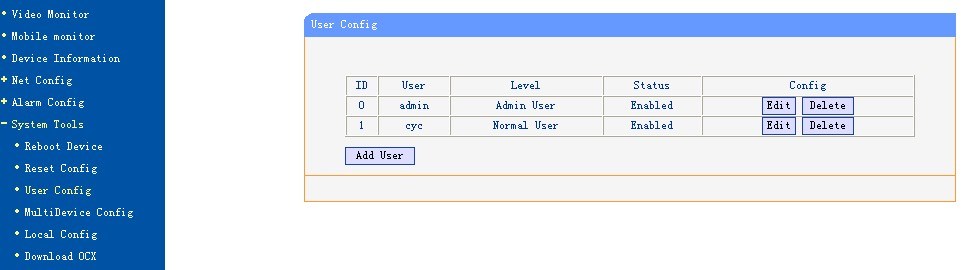 Video Monitor
Mobile monitor
Device Information
Net Config
Alarm Config
System Tools
Reboot Device
Reset Config
User Config
MultiDevice Config
Local Config
Download OCX
User Config
ID User Level Status Config
0 admin Admin User Enabled Edit Delete
1 cyc Normal User Enabled Edit Delete
Add User